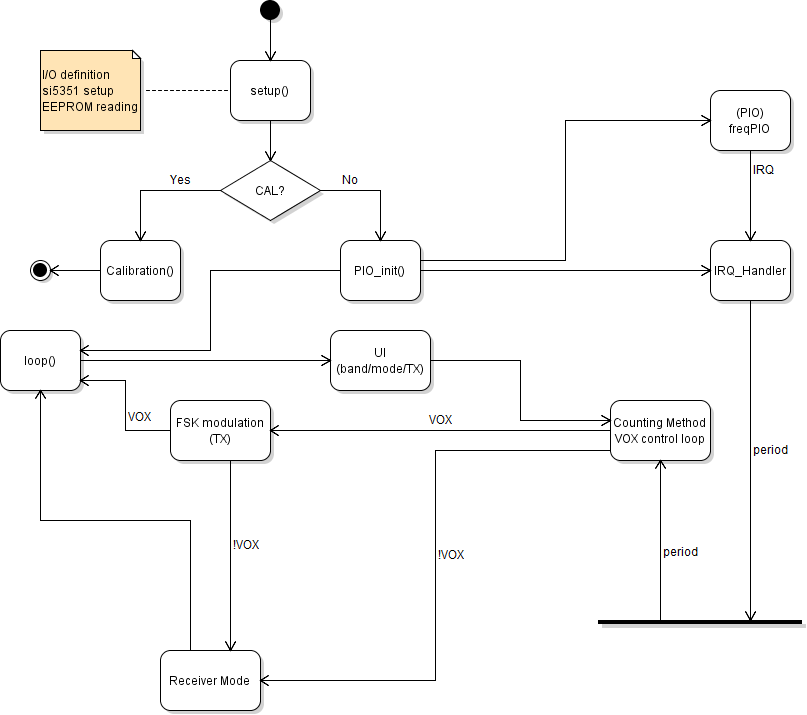 I/O definition
si5351 setup
EEPROM reading
setup()
(PIO)
freqPIO
IRQ
Yes
CAL?
No
Calibration()
PIO_init()
IRQ_Handler
loop()
UI
(band/mode/TX)
VOX
FSK modulation
(TX)
VOX
Counting Method
VOX control loop
period
!VOX
!VOX
period
Receiver Mode